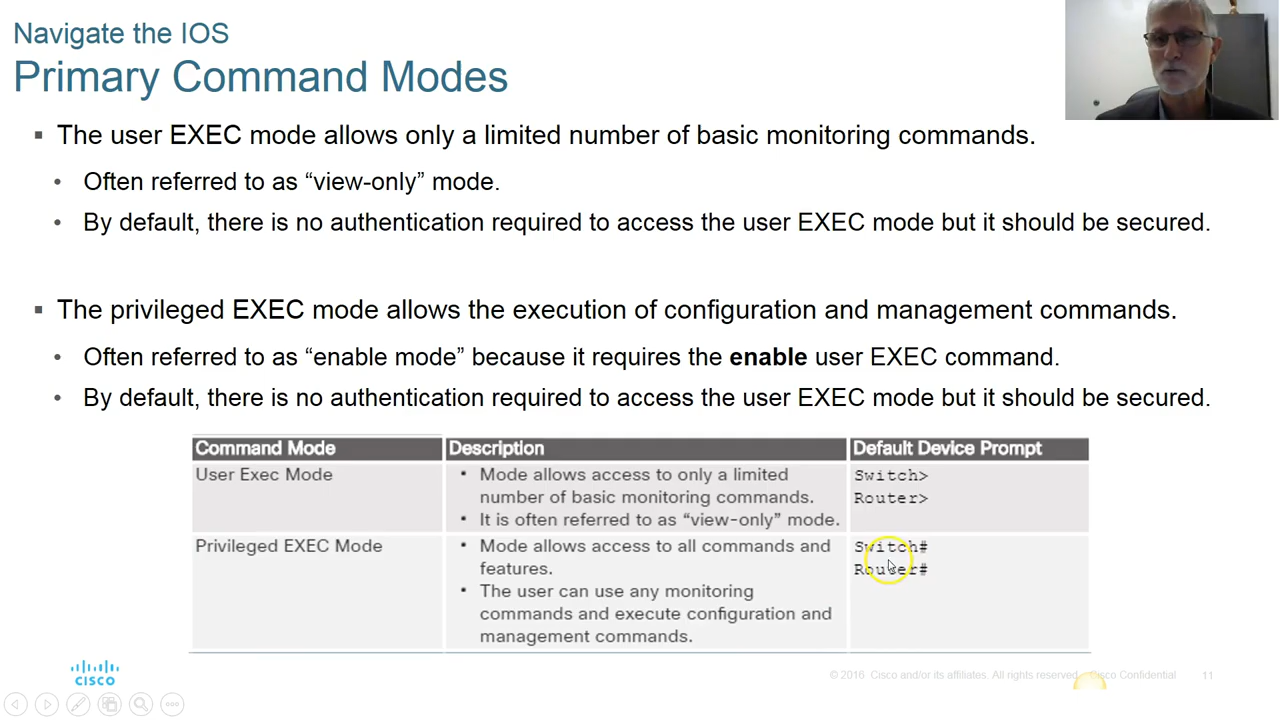 Navigate the IOS
Primary Command Modes
▪ The user EXEC mode allows only a limited number of basic monitoring commands.
• Often referred to as “view-only” mode.
• By default, there is no authentication required to access the user EXEC mode but it should be secured.
▪ The privileged EXEC mode allows the execution of configuration and management commands.
• Often referred to as “enable mode” because it requires the enable user EXEC command.
• By default, there is no authentication required to access the user EXEC mode but it should be secured.
Command Mode Description Default Device Prompt
User Exec Mode
• Mode allows access to only a limited
number of basic monitoring commands.
• It is often referred to as “view-only” mode.
Switch>
Router>
Privileged EXEC Mode
• Mode allows access to all commands and
features.
• The user can use any monitoring
commands and execute configuration and
management commands.
Switch#
Router#
CISCO
© 2016 Cisco and/or its affiliates. All rights reserved. Cisco Confidential 11